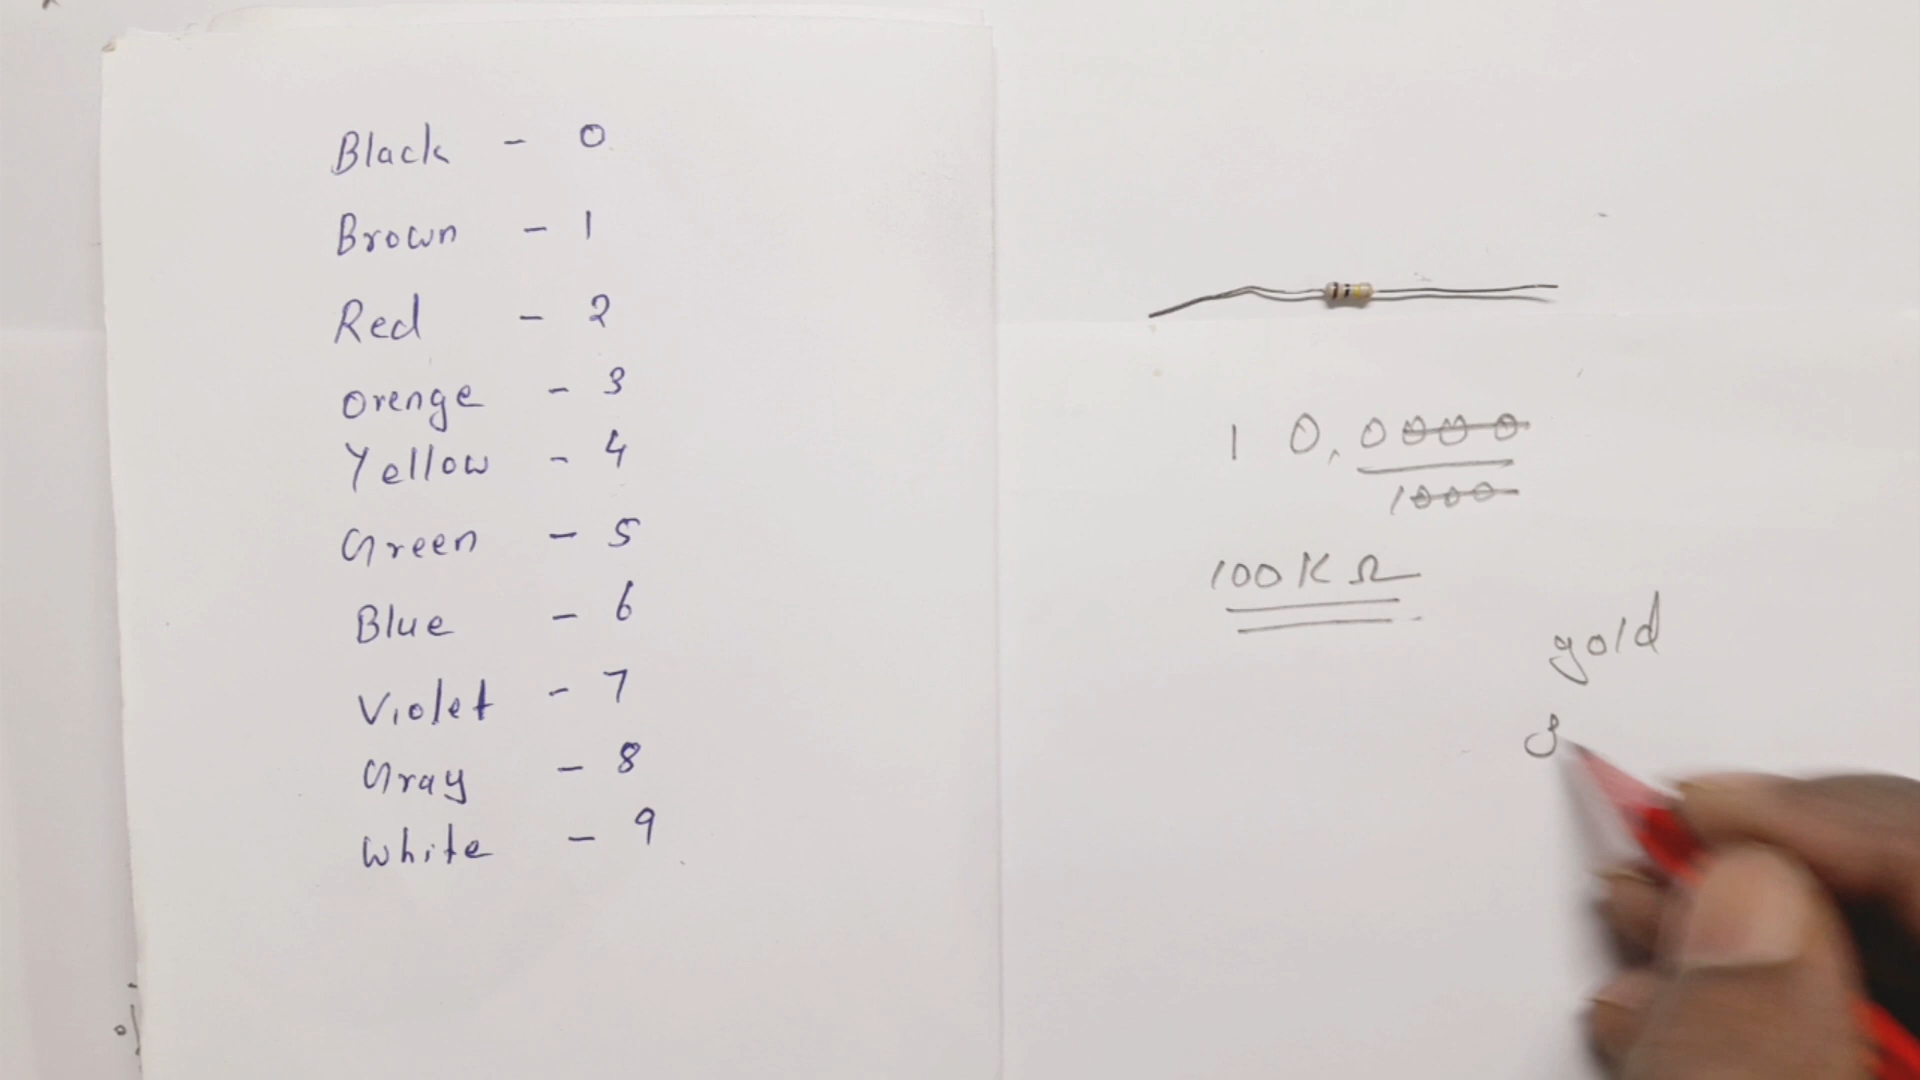 Black - 0
Brown - 1
Red - 2
Orenge - 3
Yellow - 4
Green - 5
Blue - 6
Violet - 7
Gray - 8
White - 9
1 0,0000
1000
100K Ω
gold